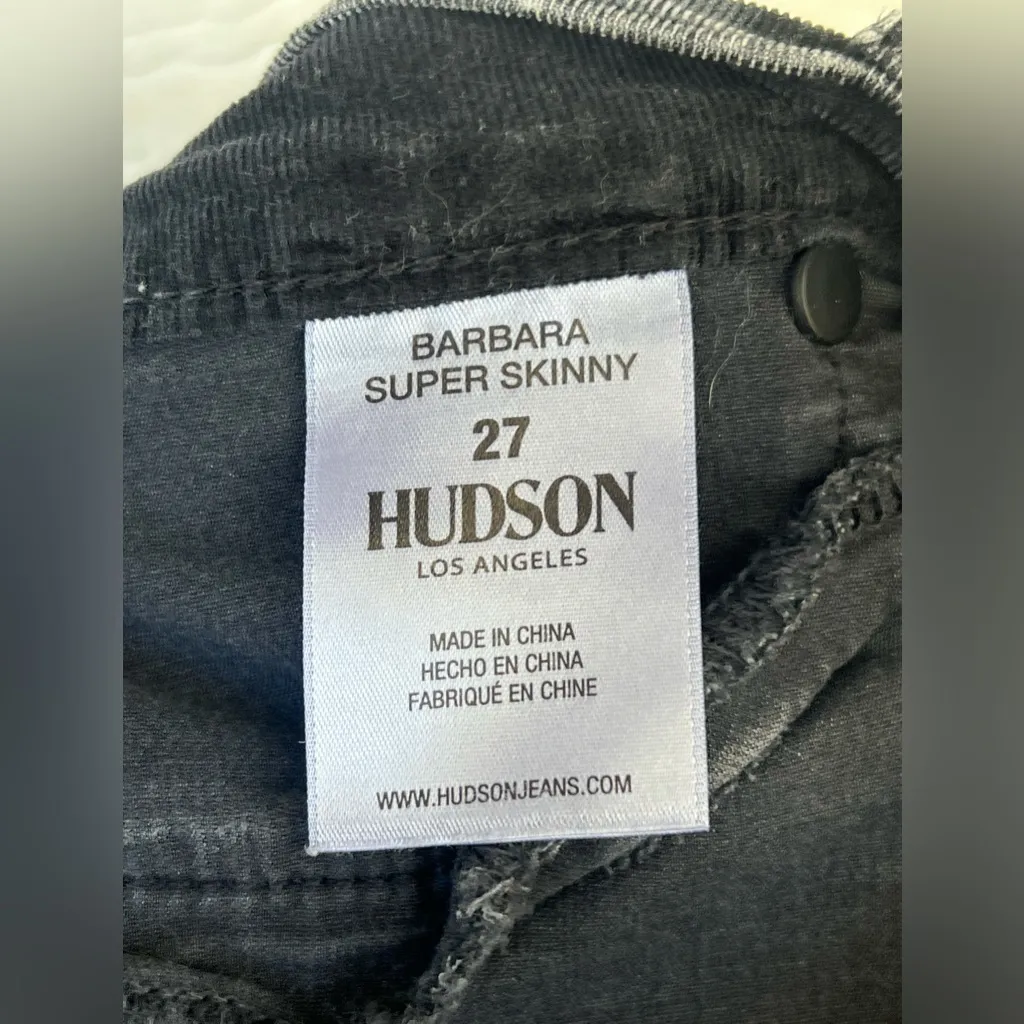 BARBARA
SUPER SKINNY
27
HUDSON
LOS ANGELES
MADE IN CHINA
HECHO EN CHINA
FABRIQUÉ EN CHINE
WWW.HUDSONJEANS.COM